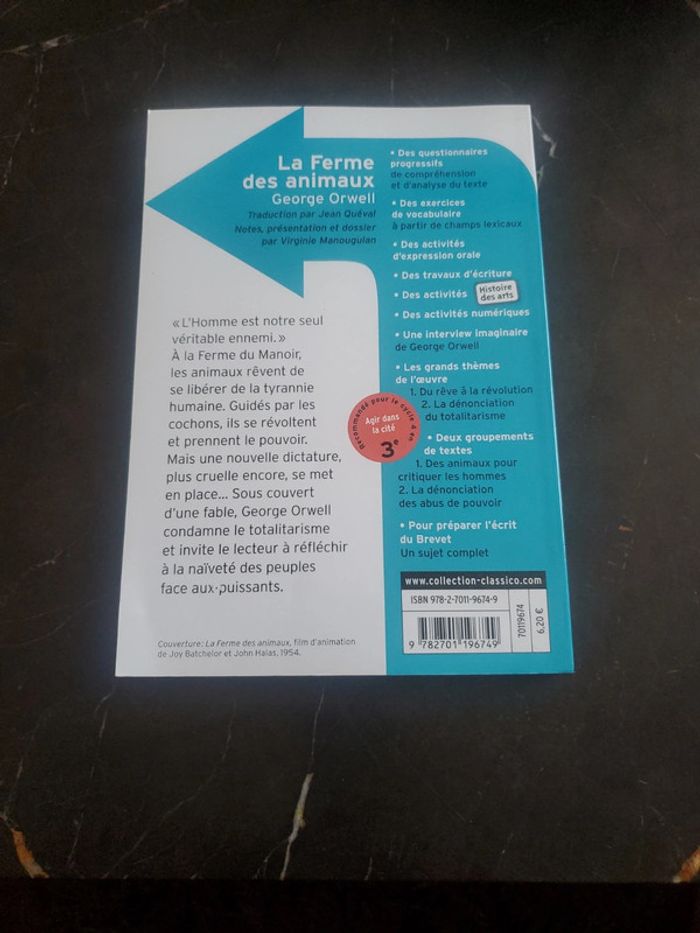 La Ferme
des animaux
George Orwell
Traduction par Jean Quéval
Notes, présentation et dossier
par Virginie Manouguian
« L'Homme est notre seul
véritable ennemi. »
À la Ferme du Manoir,
les animaux rêvent de
se libérer de la tyrannie
humaine. Guidés par les
cochons, ils se révoltent
et prennent le pouvoir.
Mais une nouvelle dictature,
plus cruelle encore, se met
en place... Sous couvert
d'une fable, George Orwell
condamne le totalitarisme
et invite le lecteur à réfléchir
à la naïveté des peuples
face aux puissants.
Couverture : La Ferme des animaux, film d'animation
de Joy Batchelor et John Halas, 1954.
Recommandé pour le cycle 4 en
Agir dans
la cité
3e
• Des questionnaires
progressifs
de compréhension
et d'analyse du texte
• Des exercices
de vocabulaire
à partir de champs lexicaux
• Des activités
d'expression orale
• Des travaux d'écriture
• Des activités Histoire
des arts
• Des activités numériques
• Une interview imaginaire
de George Orwell
• Les grands thèmes
de l'œuvre
1. Du rêve à la révolution
2. La dénonciation
du totalitarisme
• Deux groupements
de textes
1. Des animaux pour
critiquer les hommes
2. La dénonciation
des abus de pouvoir
• Pour préparer l'écrit
du Brevet
Un sujet complet
www.collection-classico.com
ISBN 978-2-7011-9674-9
9 782701 196749
70119674
6,20 €